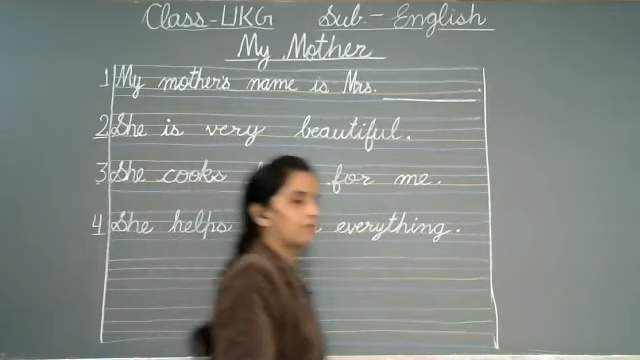 Class-UKG Sub.- English
My Mother
1 My mother's name is Mrs. ________.
2 She is very beautiful.
3 She cooks for me.
4 She helps everything.